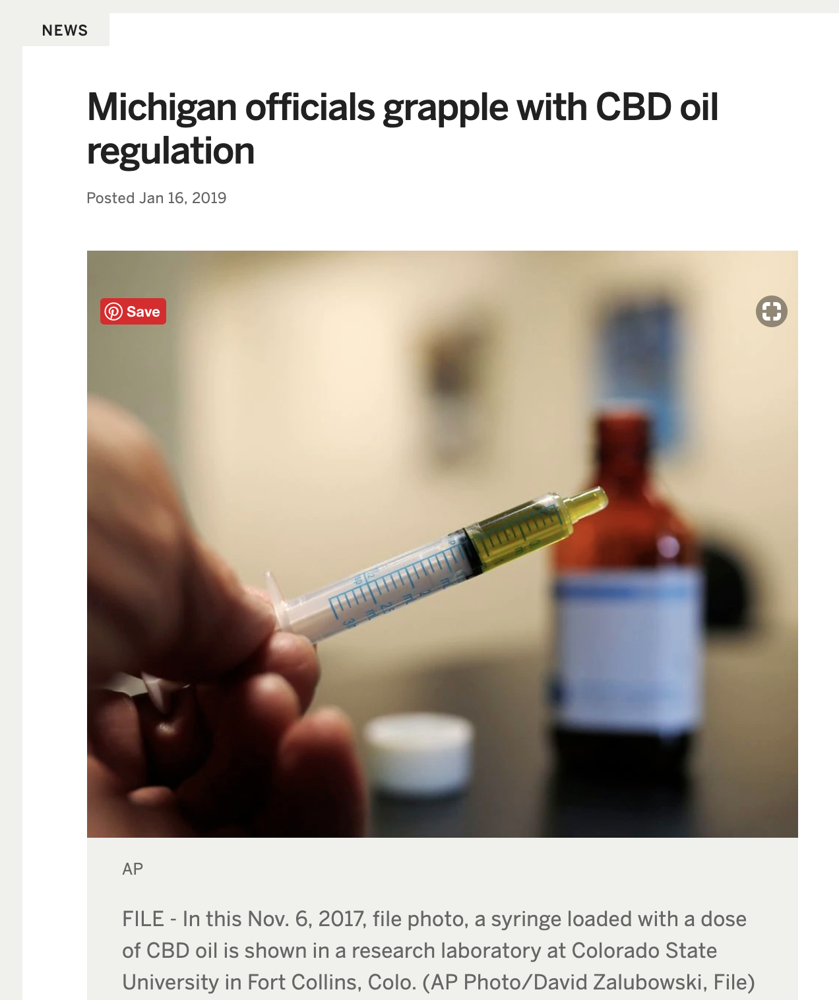 NEWS
Michigan officials grapple with CBD oil
regulation
Posted Jan 16, 2019
Save
AP
FILE - In this Nov. 6, 2017, file photo, a syringe loaded with a dose
of CBD oil is shown in a research laboratory at Colorado State
University in Fort Collins, Colo. (AP Photo/David Zalubowski, File)